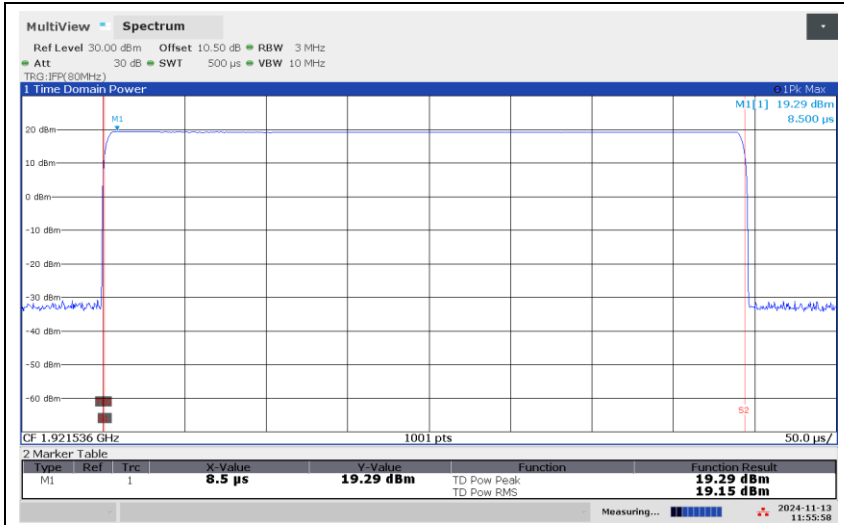 MultiView Spectrum
Ref Level 30.00 dBm Offset 10.50 dB RBW 3 MHz
Att 30 dB SWT 500 µs VBW 10 MHz
TRG:IFP(80MHz)
1 Time Domain Power 1Pk Max
M1[1] 19.29 dBm
8.500 µs
M1
20 dBm
10 dBm
0 dBm
-10 dBm
-20 dBm
-30 dBm
-40 dBm
-50 dBm
-60 dBm
S2
CF 1.921536 GHz 1001 pts 50.0 µs/
2 Marker Table
Type Ref Trc X-Value Y-Value Function Function Result
M1 1 8.5 µs 19.29 dBm TD Pow Peak 19.29 dBm
TD Pow RMS 19.15 dBm
Measuring... 2024-11-13
11:55:58